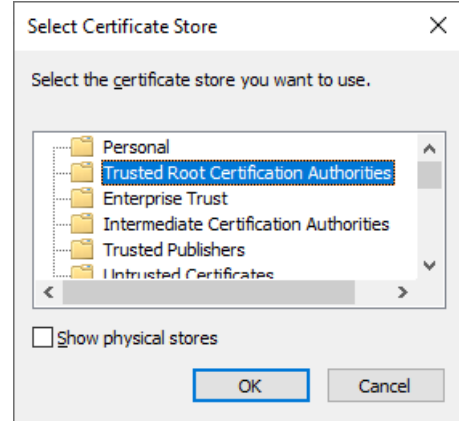 Select Certificate Store
Select the certificate store you want to use.
Personal
Trusted Root Certification Authorities
Enterprise Trust
Intermediate Certification Authorities
Trusted Publishers
Untrusted Certificates
Show physical stores
OK
Cancel